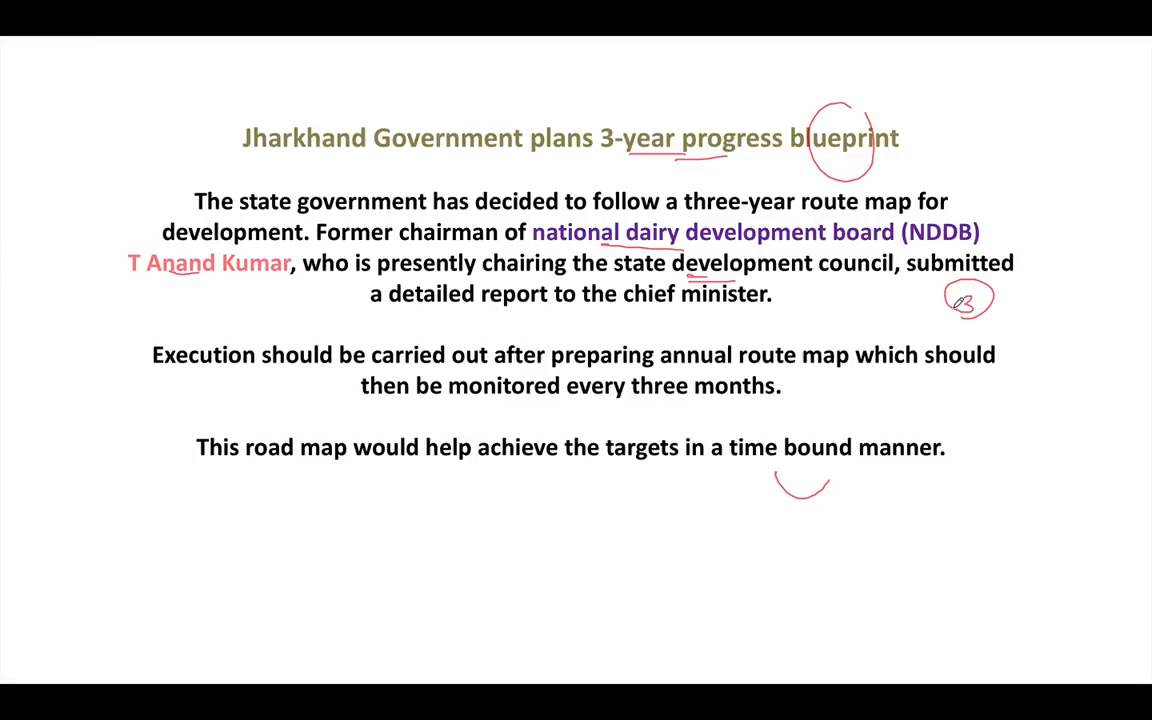 Jharkhand Government plans 3-year progress blueprint
The state government has decided to follow a three-year route map for
development. Former chairman of national dairy development board (NDDB)
T Anand Kumar, who is presently chairing the state development council, submitted
a detailed report to the chief minister.
3
Execution should be carried out after preparing annual route map which should
then be monitored every three months.
This road map would help achieve the targets in a time bound manner.